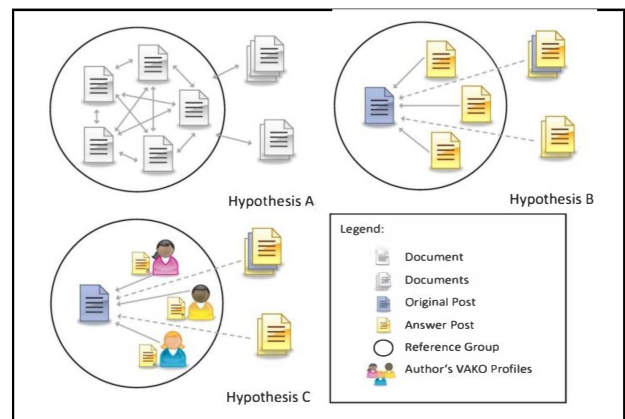 Hypothesis A
Hypothesis B
Hypothesis C
Legend:
Document
Documents
Original Post
Answer Post
Reference Group
Author's VAKO Profiles